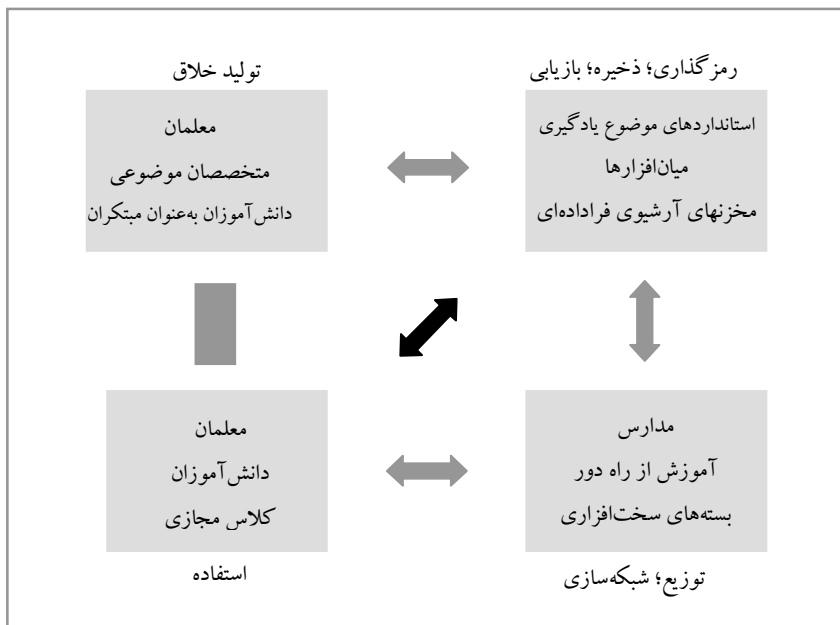 رمزگذاری؛ ذخیره؛ بازیابی
استانداردهای موضوع یادگیری
میان‌افزارها
مخزنهای آرشیوی فراداده‌ای
تولید خلاق
معلمان
متخصصان موضوعی
دانش‌آموزان به‌عنوان مبتکران
مدارس
آموزش از راه دور
بسته‌های سخت‌افزاری
توزیع؛ شبکه‌سازی
معلمان
دانش‌آموزان
کلاس مجازی
استفاده